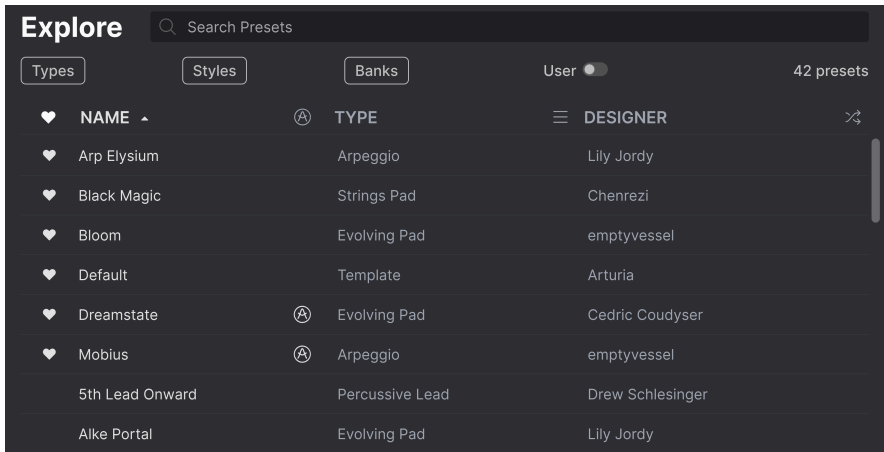 Explore
Search Presets
Types Styles Banks User 42 presets
NAME TYPE DESIGNER
Arp Elysium Arpeggio Lily Jordy
Black Magic Strings Pad Chenrezi
Bloom Evolving Pad emptyvessel
Default Template Arturia
Dreamstate Evolving Pad Cedric Coudyser
Mobius Arpeggio emptyvessel
5th Lead Onward Percussive Lead Drew Schlesinger
Alke Portal Evolving Pad Lily Jordy